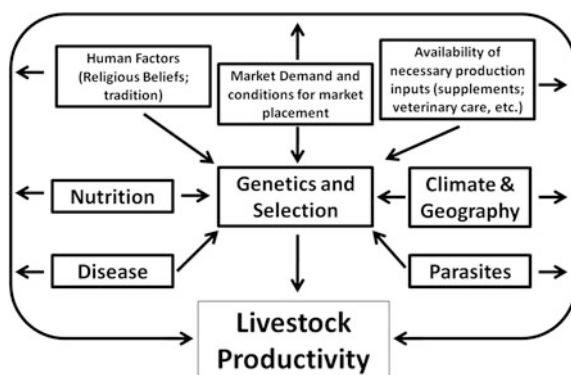 Human Factors
(Religious Beliefs;
tradition)
Market Demand and
conditions for market
placement
Availability of
necessary production
inputs (supplements;
veterinary care, etc.)
Nutrition
Genetics and
Selection
Climate &
Geography
Disease
Parasites
Livestock
Productivity